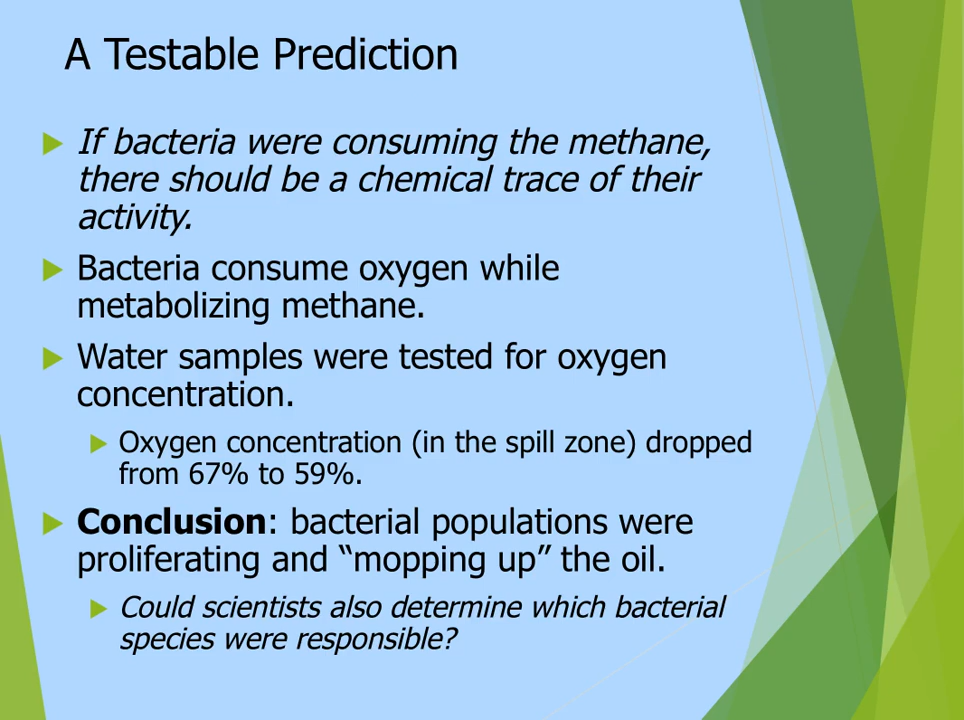 A Testable Prediction
If bacteria were consuming the methane,
there should be a chemical trace of their
activity.
Bacteria consume oxygen while
metabolizing methane.
Water samples were tested for oxygen
concentration.
Oxygen concentration (in the spill zone) dropped
from 67% to 59%.
Conclusion: bacterial populations were
proliferating and “mopping up” the oil.
Could scientists also determine which bacterial
species were responsible?